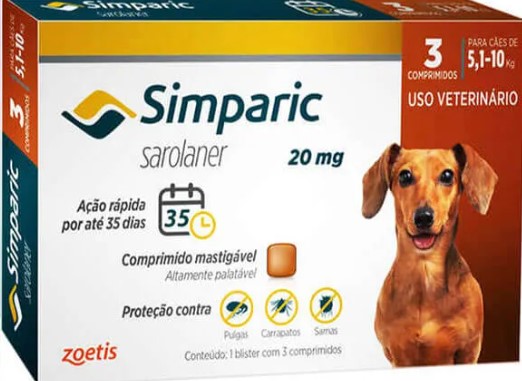 Simparic
sarolaner
3
COMPRIMIDOS
PARA CÃES DE
5,1-10 Kg
3
COMPRIMIDOS
PARA CÃES DE
5,1-10 Kg
USO VETERINÁRIO
Simparic
sarolaner
20 mg
Ação rápida
por até 35 dias
35
Comprimido mastigável
Altamente palatável
Proteção contra
Pulgas
Carrapatos
Sarnas
Conteúdo: 1 blister com 3 comprimidos
zoetis
Simparic
sarolaner